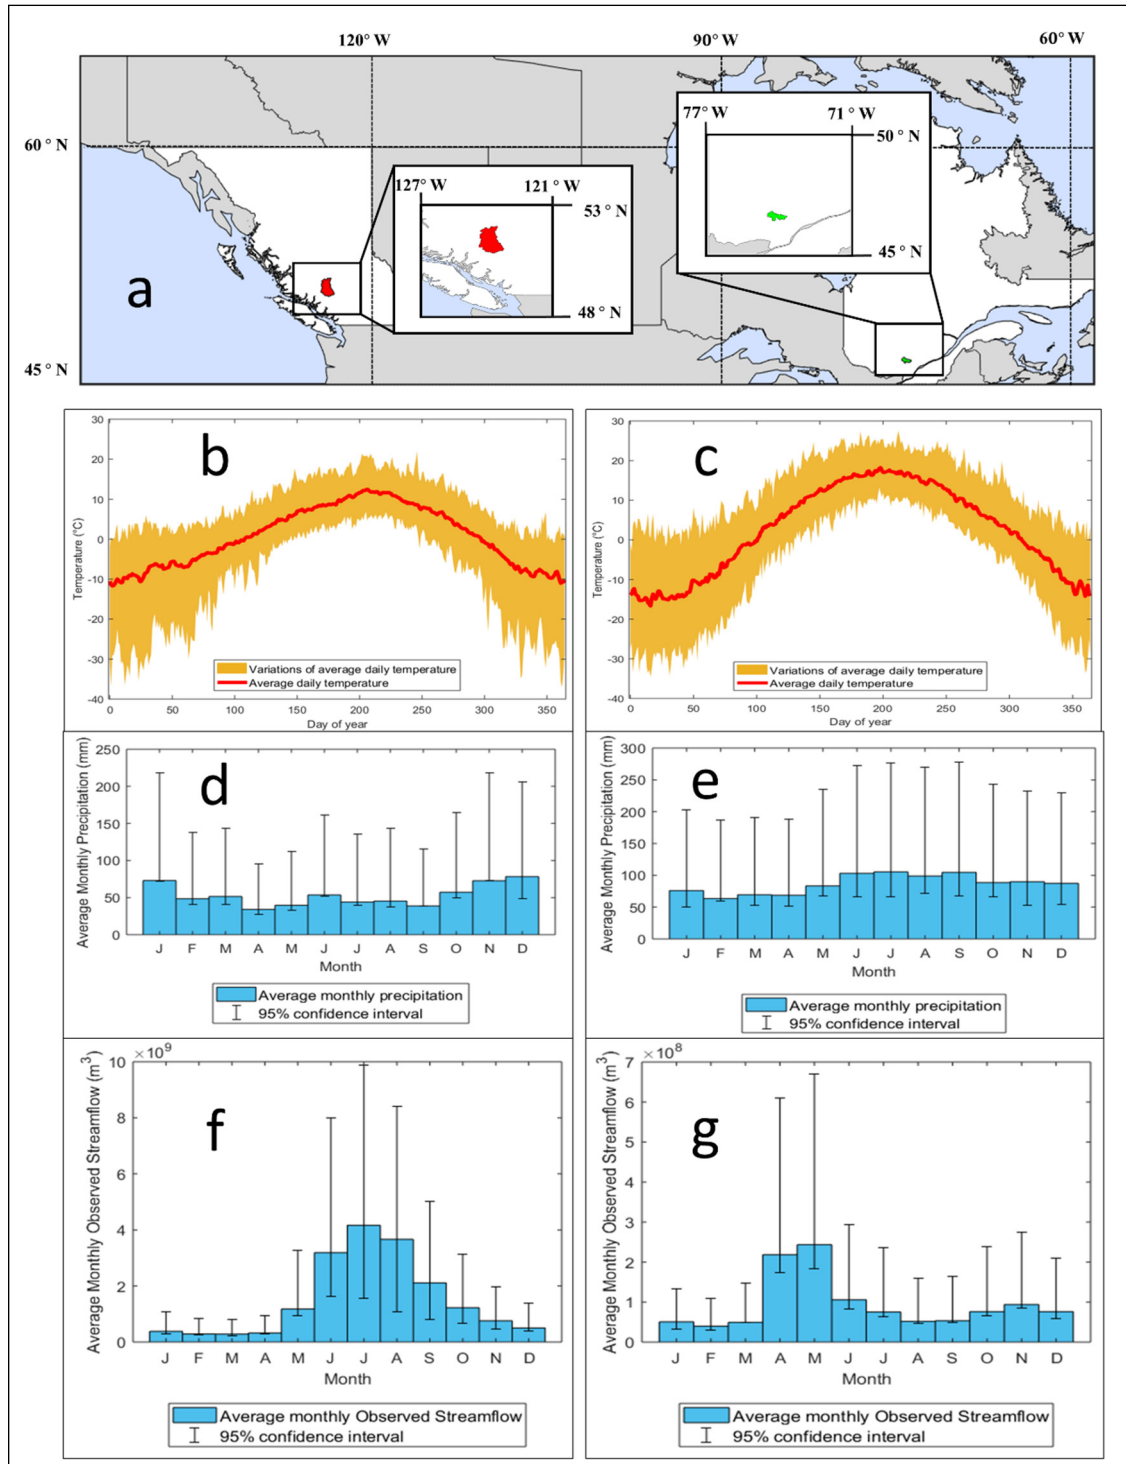 120° W 90° W 60° W
60° N
45° N
a
127° W 121° W
53° N
48° N
77° W 71° W
50° N
45° N
b
30
20
10
0
-10
-20
-30
-40
Temperature (°C)
0 50 100 150 200 250 300 350
Day of year
Variations of average daily temperature
Average daily temperature
c
30
20
10
0
-10
-20
-30
-40
Temperature (°C)
0 50 100 150 200 250 300 350
Day of year
Variations of average daily temperature
Average daily temperature
d
250
200
150
100
50
0
Average Monthly Precipitation (mm)
J F M A M J J A S O N D
Month
Average monthly precipitation
95% confidence interval
e
300
250
200
150
100
50
0
Average Monthly Precipitation (mm)
J F M A M J J A S O N D
Month
Average monthly precipitation
95% confidence interval
f
×10⁹
10
8
6
4
2
0
Average Monthly Observed Streamflow (m³)
J F M A M J J A S O N D
Month
Average monthly Observed Streamflow
95% confidence interval
g
×10⁸
7
6
5
4
3
2
1
0
Average Monthly Observed Streamflow (m³)
J F M A M J J A S O N D
Month
Average monthly Observed Streamflow
95% confidence interval